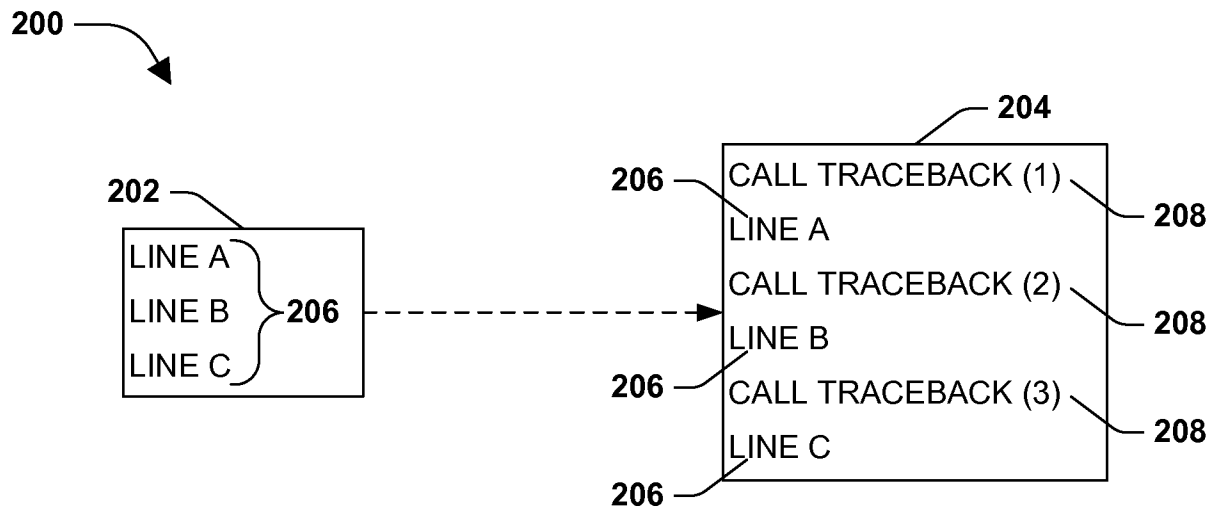 200
202
LINE A
LINE B
LINE C
206
204
CALL TRACEBACK (1)
208
206
LINE A
CALL TRACEBACK (2)
208
LINE B
206
CALL TRACEBACK (3)
208
LINE C
206